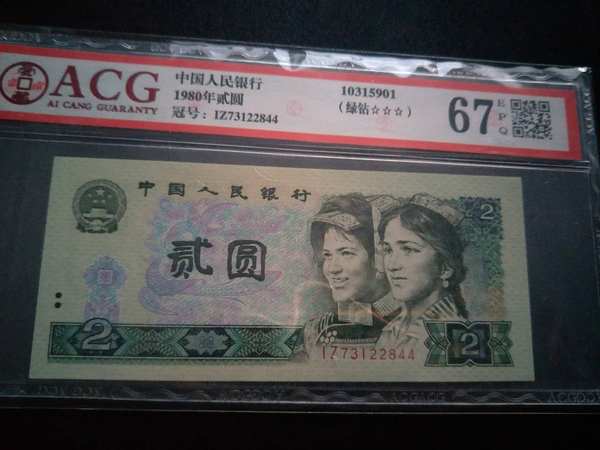 ACG
AI CANG GUARANTY
中国人民银行
1980年贰圆
冠号: IZ73122844
10315901
(绿钻☆☆☆)
67
EPQ
中国人民银行
2
贰圆
2
IZ73122844
2
ACGACG